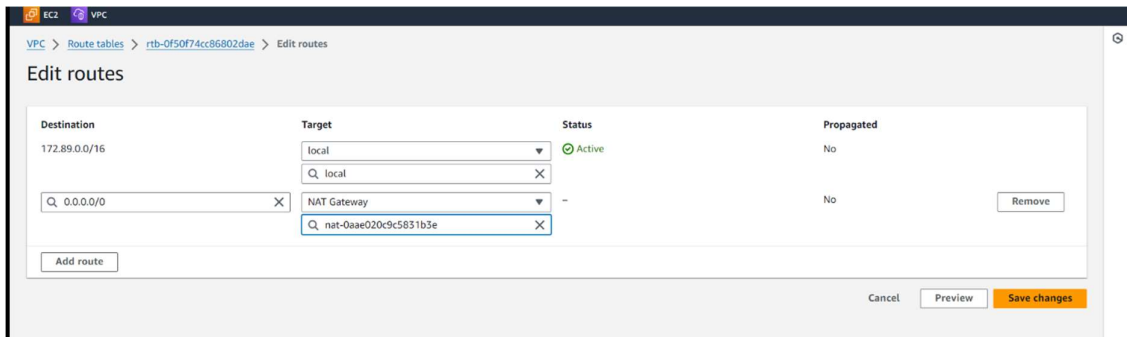 EC2 VPC
VPC > Route tables > rtb-0f50f74cc86802dae > Edit routes
Edit routes
Destination Target Status Propagated
172.89.0.0/16 local Active No
local
0.0.0.0/0 NAT Gateway – No Remove
nat-0aae020c9c5831b3e
Add route
Cancel Preview Save changes